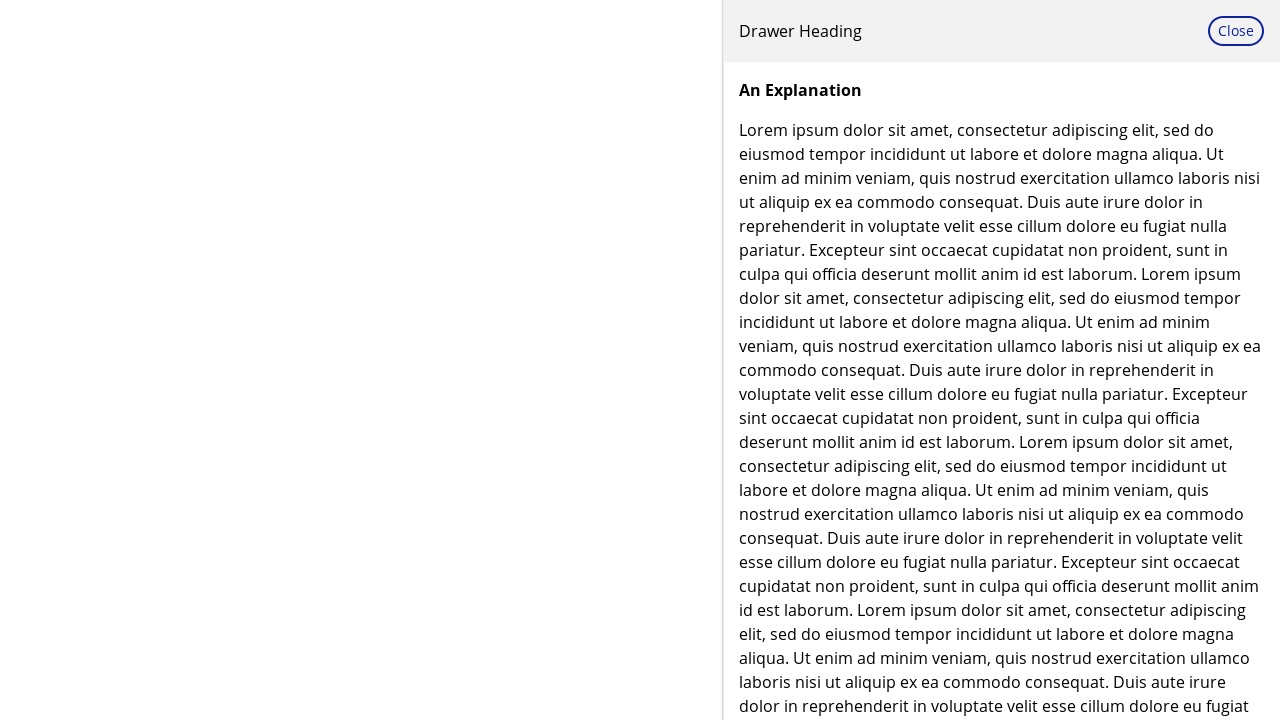 Drawer Heading
Close
An Explanation
Lorem ipsum dolor sit amet, consectetur adipiscing elit, sed do
eiusmod tempor incididunt ut labore et dolore magna aliqua. Ut
enim ad minim veniam, quis nostrud exercitation ullamco laboris nisi
ut aliquip ex ea commodo consequat. Duis aute irure dolor in
reprehenderit in voluptate velit esse cillum dolore eu fugiat nulla
pariatur. Excepteur sint occaecat cupidatat non proident, sunt in
culpa qui officia deserunt mollit anim id est laborum. Lorem ipsum
dolor sit amet, consectetur adipiscing elit, sed do eiusmod tempor
incididunt ut labore et dolore magna aliqua. Ut enim ad minim
veniam, quis nostrud exercitation ullamco laboris nisi ut aliquip ex ea
commodo consequat. Duis aute irure dolor in reprehenderit in
voluptate velit esse cillum dolore eu fugiat nulla pariatur. Excepteur
sint occaecat cupidatat non proident, sunt in culpa qui officia
deserunt mollit anim id est laborum. Lorem ipsum dolor sit amet,
consectetur adipiscing elit, sed do eiusmod tempor incididunt ut
labore et dolore magna aliqua. Ut enim ad minim veniam, quis
nostrud exercitation ullamco laboris nisi ut aliquip ex ea commodo
consequat. Duis aute irure dolor in reprehenderit in voluptate velit
esse cillum dolore eu fugiat nulla pariatur. Excepteur sint occaecat
cupidatat non proident, sunt in culpa qui officia deserunt mollit anim
id est laborum. Lorem ipsum dolor sit amet, consectetur adipiscing
elit, sed do eiusmod tempor incididunt ut labore et dolore magna
aliqua. Ut enim ad minim veniam, quis nostrud exercitation ullamco
laboris nisi ut aliquip ex ea commodo consequat. Duis aute irure
dolor in reprehenderit in voluptate velit esse cillum dolore eu fugiat